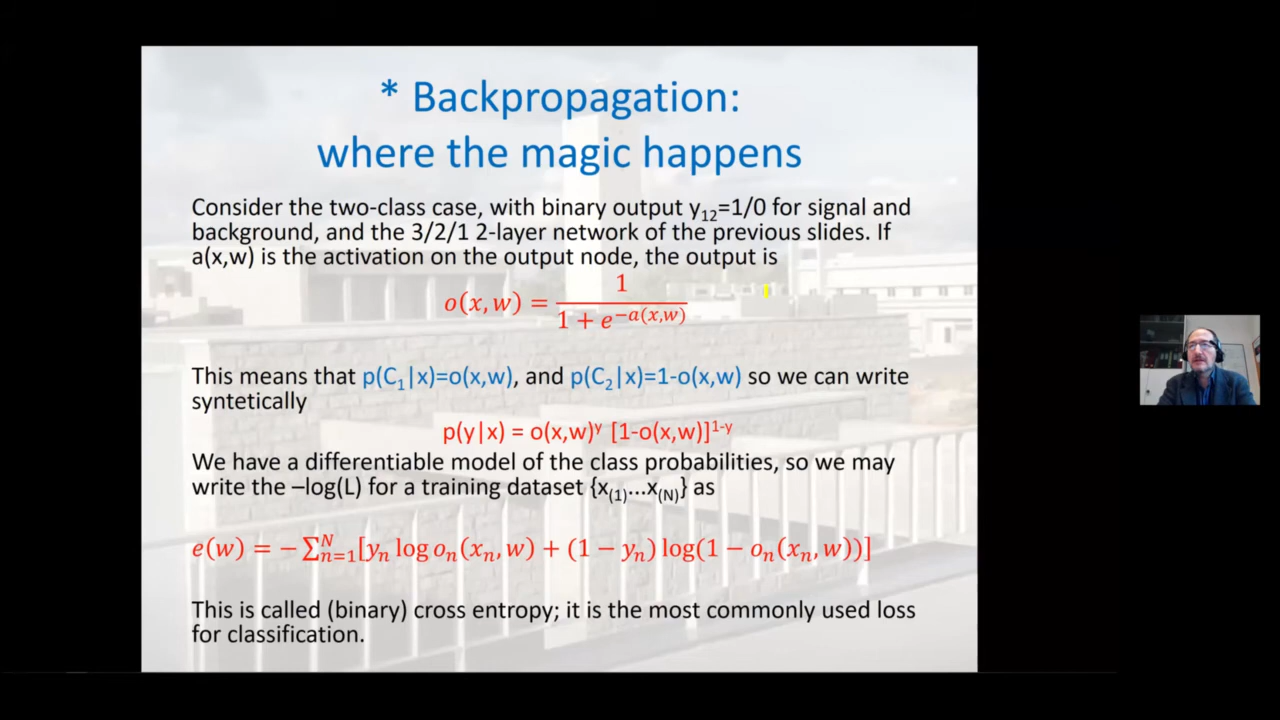 * Backpropagation:
where the magic happens
Consider the two-class case, with binary output y₁₂=1/0 for signal and
background, and the 3/2/1 2-layer network of the previous slides. If
a(x,w) is the activation on the output node, the output is
o(x, w) = 1 / (1 + e^{−a(x,w)})
This means that p(C₁|x)=o(x,w), and p(C₂|x)=1-o(x,w) so we can write
syntetically
p(y|x) = o(x,w)^y [1-o(x,w)]^{1-y}
We have a differentiable model of the class probabilities, so we may
write the –log(L) for a training dataset {x₍₁₎...x₍N₎} as
e(w) = − ∑_{n=1}^{N}[y_n log o_n(x_n, w) + (1 − y_n) log(1 − o_n(x_n, w))]
This is called (binary) cross entropy; it is the most commonly used loss
for classification.